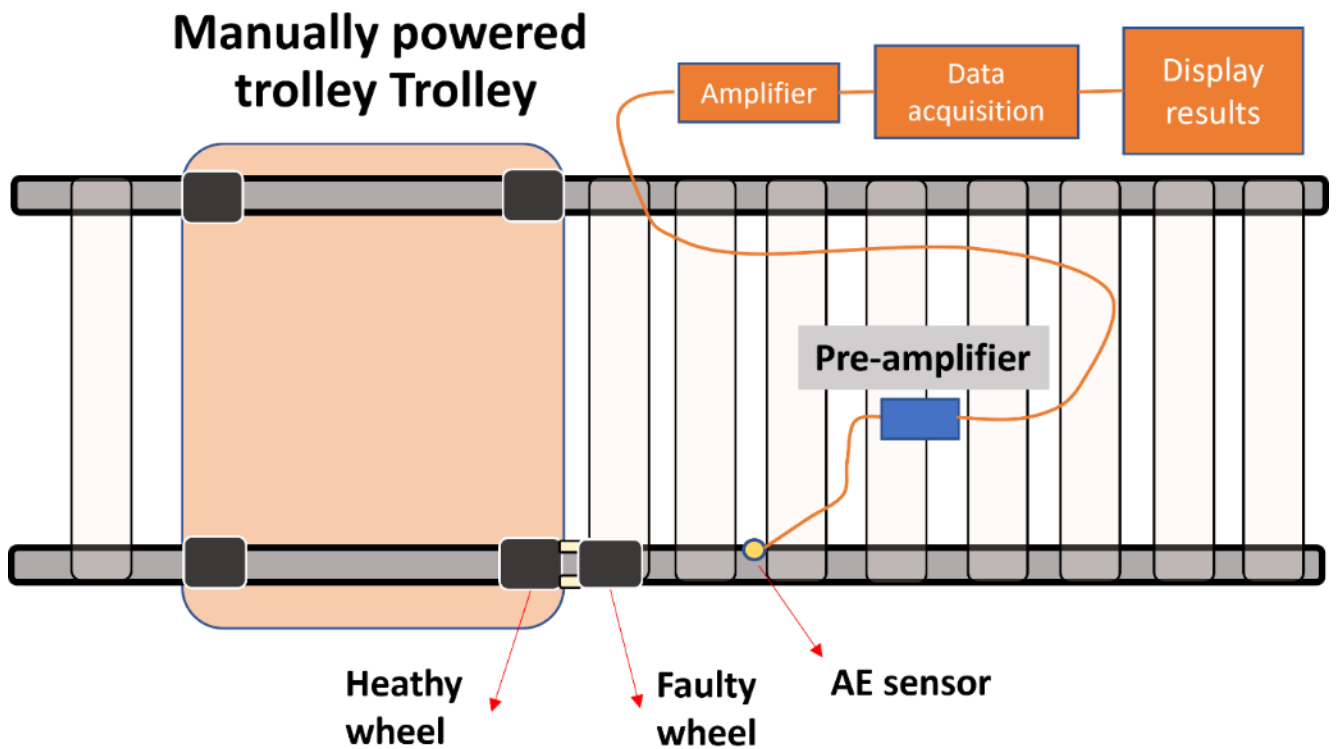 Manually powered
trolley Trolley
Amplifier
Data
acquisition
Display
results
Pre-amplifier
Heathy
wheel
Faulty
wheel
AE sensor